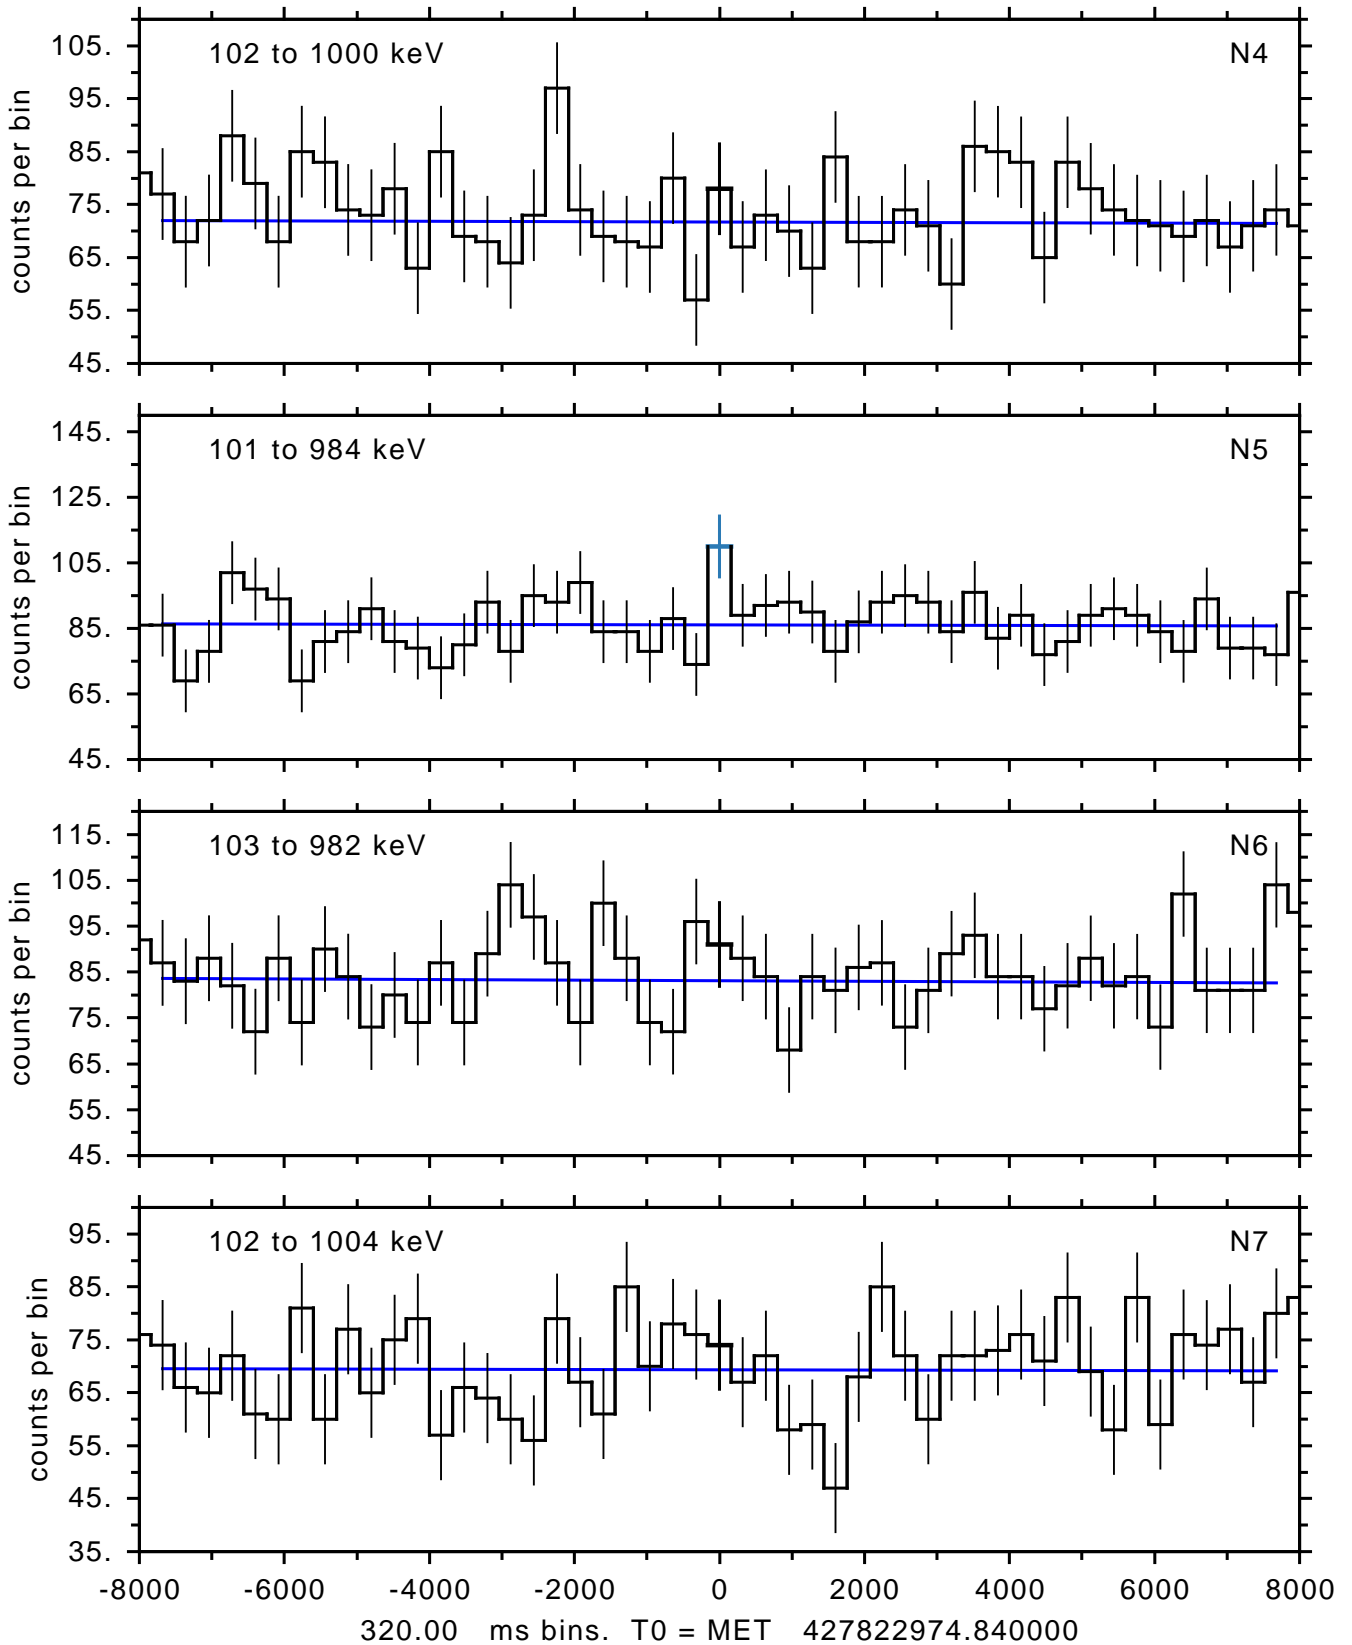 102 to 1000 keV N4
105.
95.
85.
75.
65.
55.
45.
counts per bin
101 to 984 keV N5
145.
125.
105.
85.
65.
45.
counts per bin
103 to 982 keV N6
115.
105.
95.
85.
75.
65.
55.
45.
counts per bin
102 to 1004 keV N7
95.
85.
75.
65.
55.
45.
35.
counts per bin
-8000 -6000 -4000 -2000 0 2000 4000 6000 8000
320.00 ms bins. T0 = MET 427822974.840000